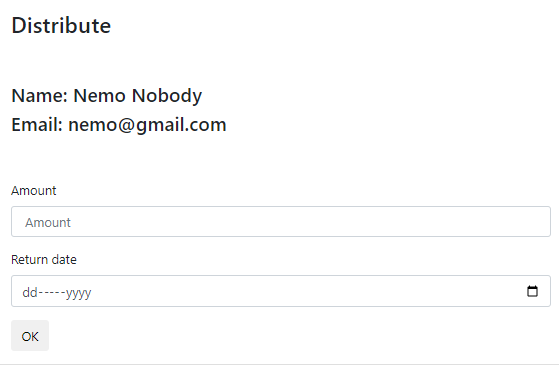 Distribute
Name: Nemo Nobody
Email: nemo@gmail.com
Amount
Amount
Return date
dd-----yyyy
OK